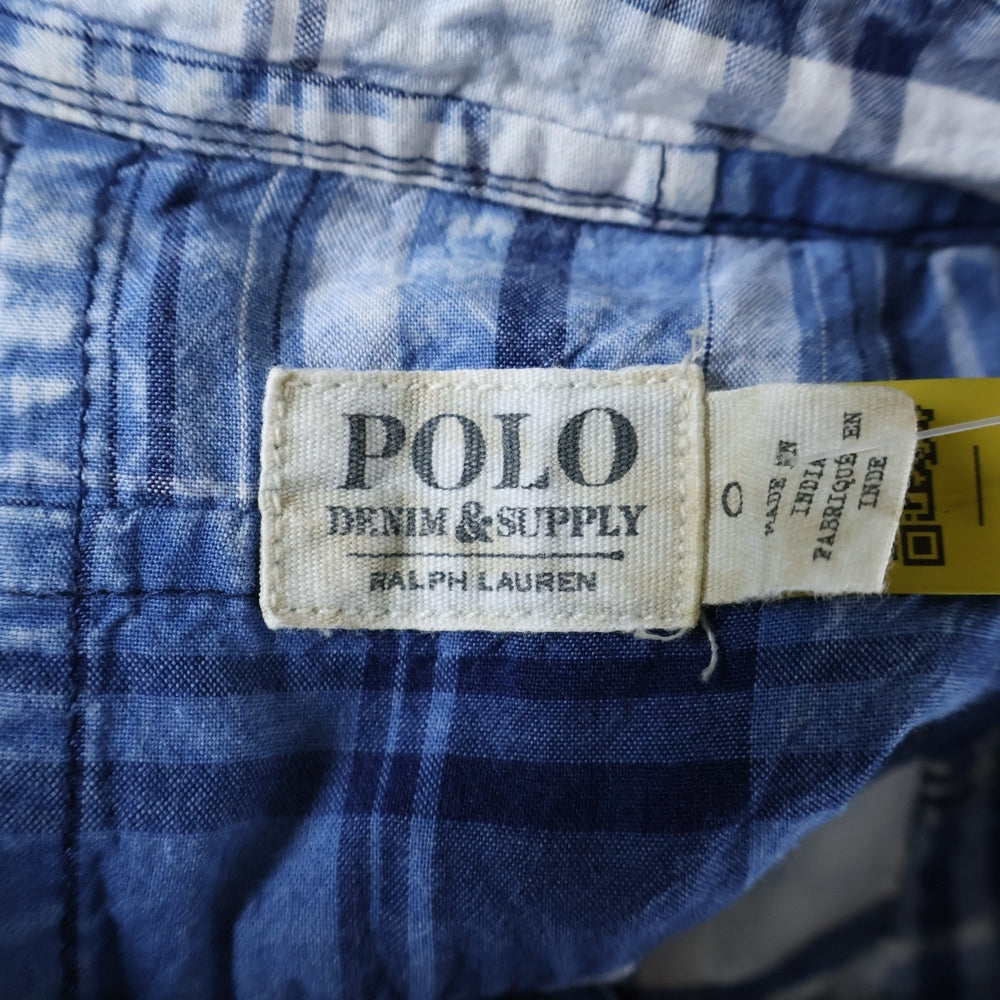 POLO
DENIM & SUPPLY
RALPH LAUREN
O
MADE IN
INDIA
FABRIQUÉ EN
INDE